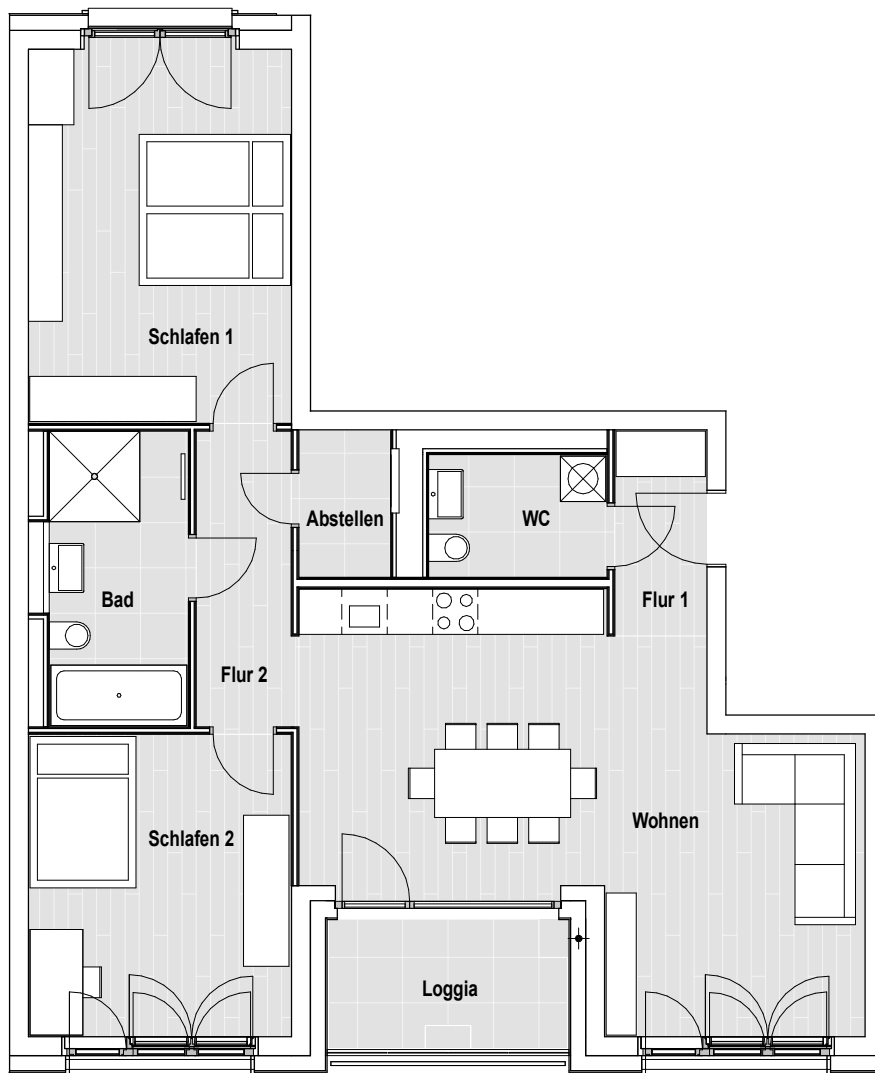 Schlafen 1
Abstellen
WC
Bad
Flur 1
Flur 2
Wohnen
Schlafen 2
Loggia